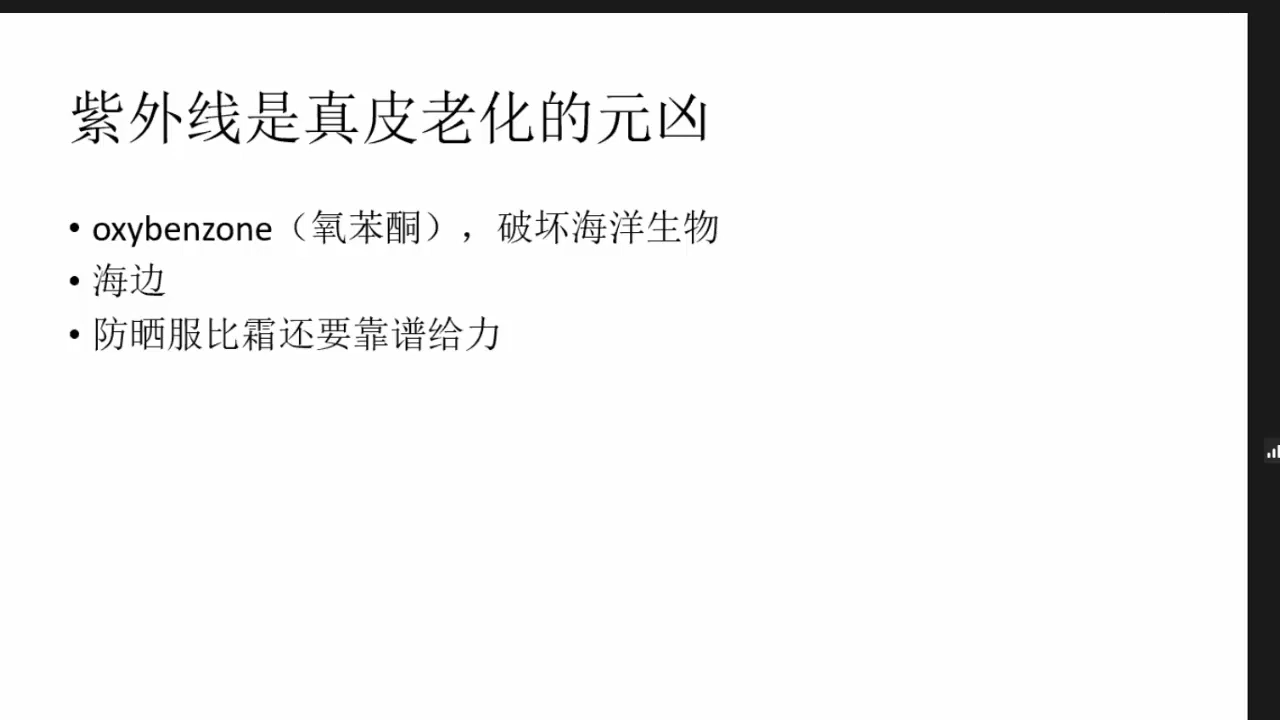 紫外线是真皮老化的元凶
• oxybenzone（氧苯酮），破坏海洋生物
• 海边
• 防晒服比霜还要靠谱给力